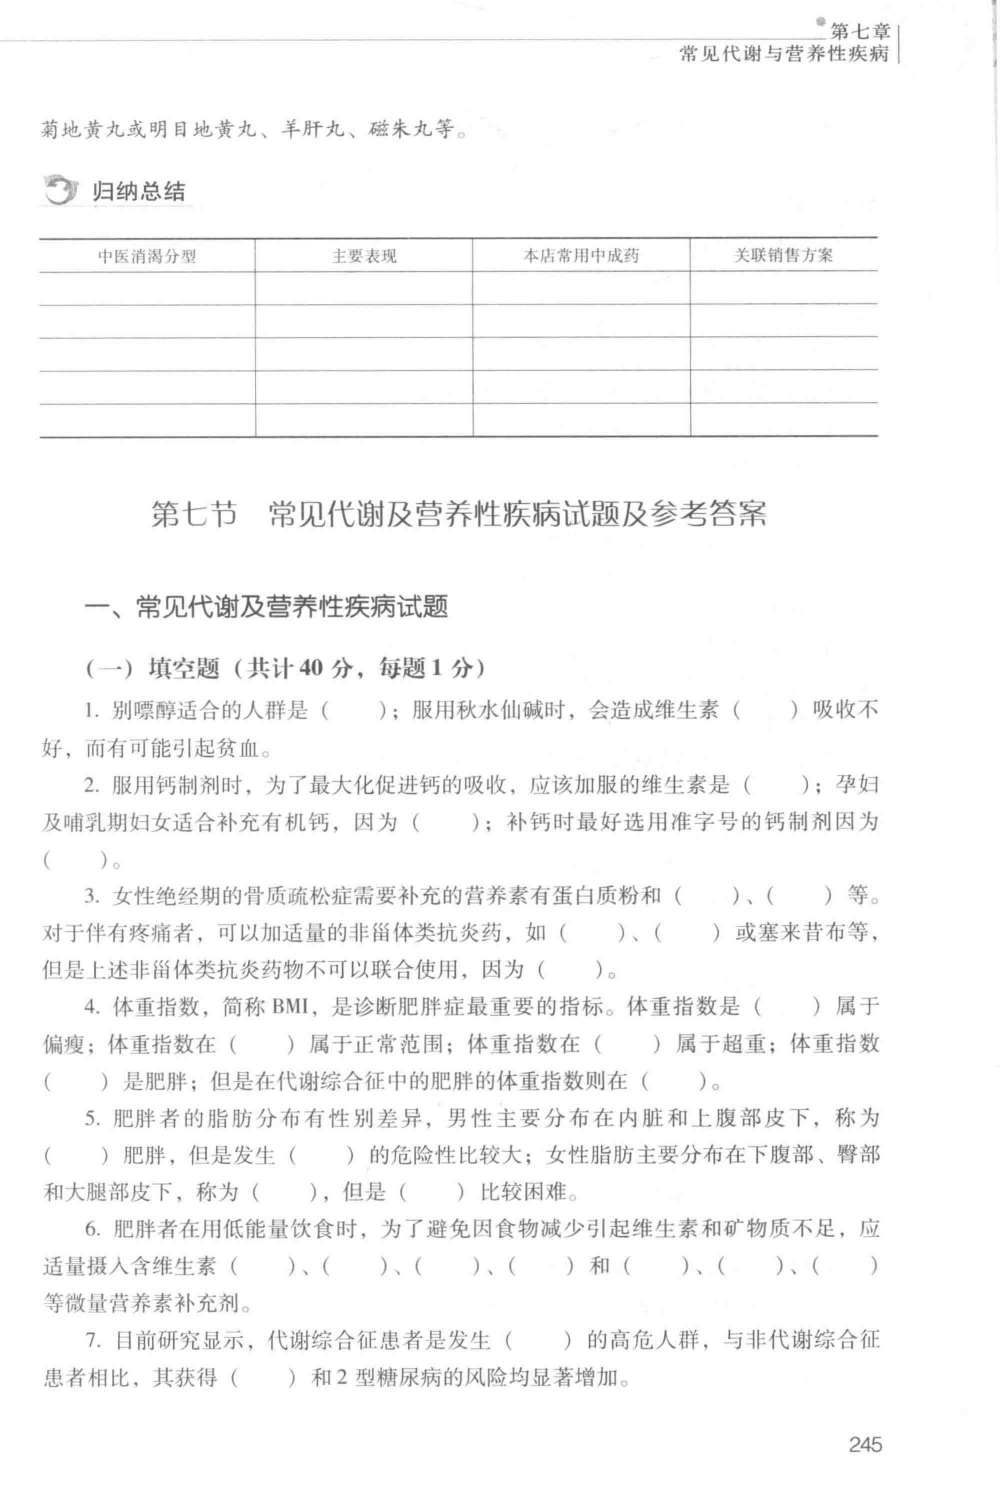 第七章
常见代谢与营养性疾病
菊地黄丸或明目地黄丸、羊肝丸、磁朱丸等。
归纳总结
中医消渴分型 主要表现 本店常用中成药 关联销售方案
第七节 常见代谢及营养性疾病试题及参考答案
一、常见代谢及营养性疾病试题
（一）填空题（共计 40 分，每题 1 分）
1. 别嘌醇适合的人群是（ ）；服用秋水仙碱时，会造成维生素（ ）吸收不
好，而有可能引起贫血。
2. 服用钙制剂时，为了最大化促进钙的吸收，应该加服的维生素是（ ）；孕妇
及哺乳期妇女适合补充有机钙，因为（ ）；补钙时最好选用准字号的钙制剂因为
（ ）。
3. 女性绝经期的骨质疏松症需要补充的营养素有蛋白质粉和（ ）、（ ）等。
对于伴有疼痛者，可以加适量的非甾体类抗炎药，如（ ）、（ ）或塞来昔布等，
但是上述非甾体类抗炎药物不可以联合使用，因为（ ）。
4. 体重指数，简称 BMI，是诊断肥胖症最重要的指标。体重指数是（ ）属于
偏瘦；体重指数在（ ）属于正常范围；体重指数在（ ）属于超重；体重指数
（ ）是肥胖；但是在代谢综合征中的肥胖的体重指数则在（ ）。
5. 肥胖者的脂肪分布有性别差异，男性主要分布在内脏和上腹部皮下，称为
（ ）肥胖，但是发生（ ）的危险性比较大；女性脂肪主要分布在下腹部、臀部
和大腿部皮下，称为（ ），但是（ ）比较困难。
6. 肥胖者在用低能量饮食时，为了避免因食物减少引起维生素和矿物质不足，应
适量摄入含维生素（ ）、（ ）、（ ）、（ ）和（ ）、（ ）、（ ）
等微量营养素补充剂。
7. 目前研究显示，代谢综合征患者是发生（ ）的高危人群，与非代谢综合征
患者相比，其获得（ ）和 2 型糖尿病的风险均显著增加。
245